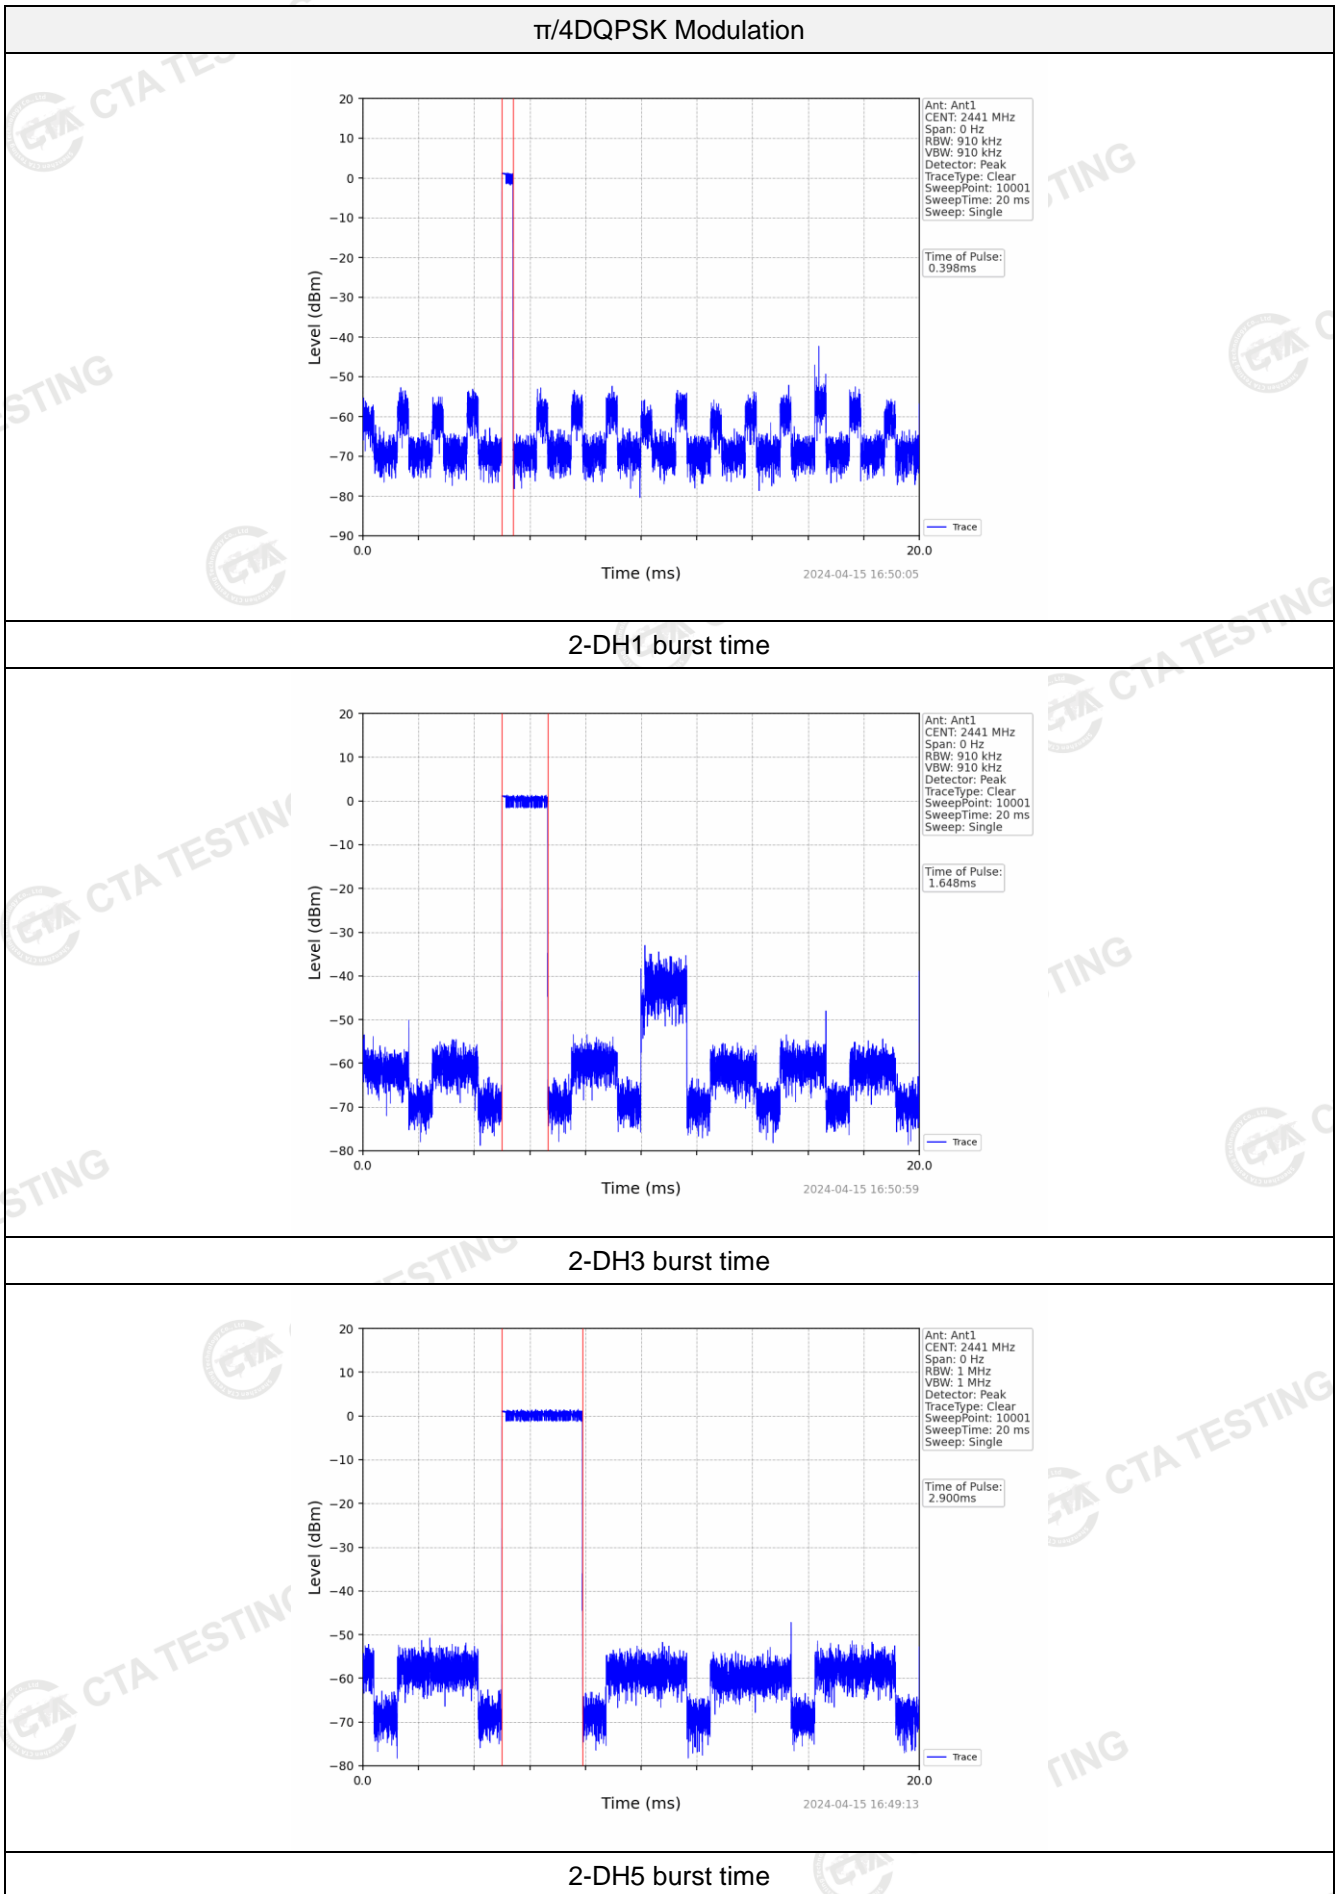 π/4DQPSK Modulation
CTA TESTING
20
10
0
−10
−20
−30
−40
−50
−60
−70
−80
−90
Level (dBm)
0.0
20.0
Time (ms)
2024-04-15 16:50:05
Ant: Ant1
CENT: 2441 MHz
Span: 0 Hz
RBW: 910 kHz
VBW: 910 kHz
Detector: Peak
TraceType: Clear
SweepPoint: 10001
SweepTime: 20 ms
Sweep: Single
Time of Pulse:
0.398ms
Trace
2-DH1 burst time
CTA TESTING
20
10
0
−10
−20
−30
−40
−50
−60
−70
−80
Level (dBm)
0.0
20.0
Time (ms)
2024-04-15 16:50:59
Ant: Ant1
CENT: 2441 MHz
Span: 0 Hz
RBW: 910 kHz
VBW: 910 kHz
Detector: Peak
TraceType: Clear
SweepPoint: 10001
SweepTime: 20 ms
Sweep: Single
Time of Pulse:
1.648ms
Trace
CTA TESTING
2-DH3 burst time
20
10
0
−10
−20
−30
−40
−50
−60
−70
−80
Level (dBm)
0.0
20.0
Time (ms)
2024-04-15 16:49:13
Ant: Ant1
CENT: 2441 MHz
Span: 0 Hz
RBW: 1 MHz
VBW: 1 MHz
Detector: Peak
TraceType: Clear
SweepPoint: 10001
SweepTime: 20 ms
Sweep: Single
Time of Pulse:
2.900ms
Trace
CTA TESTING
CTA TESTING
2-DH5 burst time